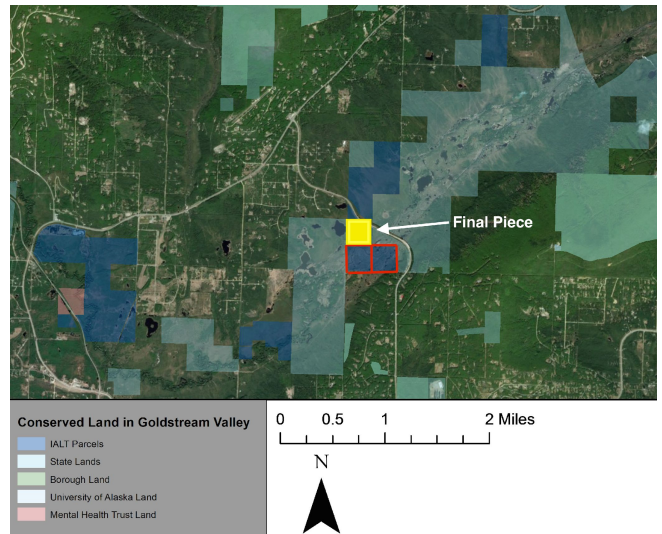 Final Piece
Conserved Land in Goldstream Valley
IALT Parcels
State Lands
Borough Land
University of Alaska Land
Mental Health Trust Land
0 0.5 1 2 Miles
N